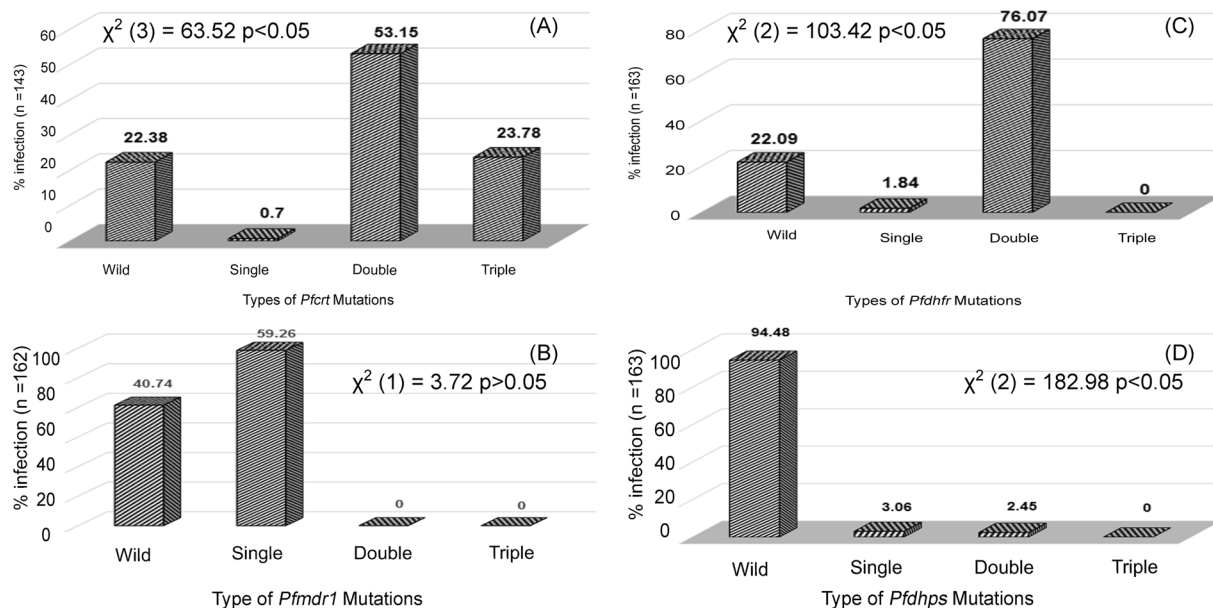 (A)
χ² (3) = 63.52 p<0.05
% infection (n =143)
60
50
40
30
20
10
0
22.38
0.7
53.15
23.78
Wild Single Double Triple
Types of Pfcrt Mutations
(C)
χ² (2) = 103.42 p<0.05
% infection (n =163)
80
60
40
20
0
22.09
1.84
76.07
0
Wild Single Double Triple
Types of Pfdhfr Mutations
(B)
χ² (1) = 3.72 p>0.05
% infection (n =162)
100
80
60
60
40
20
0
40.74
59.26
0
0
Wild Single Double Triple
Type of Pfmdr1 Mutations
(D)
χ² (2) = 182.98 p<0.05
% infection (n =163)
100
80
60
40
20
0
94.48
3.06
2.45
0
Wild Single Double Triple
Type of Pfdhps Mutations